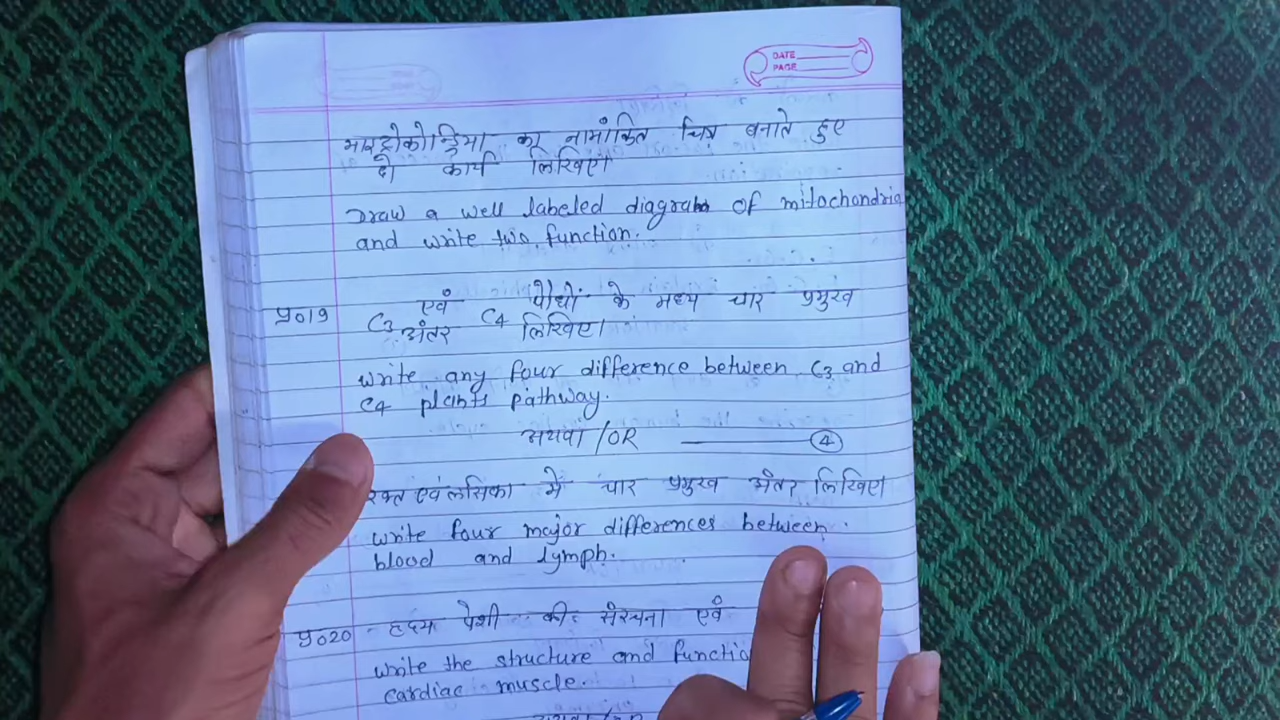 DATE
PAGE
माइटोकोन्ड्रिया का नामांकित चित्र बनाते हुए
दो कार्य लिखिए।
Draw a well labeled diagram of mitochondria
and write two function.
प्र019 C3 एवं C4 पौधों के मध्य चार प्रमुख
अंतर लिखिए।
write any four difference between C3 and
C4 plants pathway.
अथवा /OR 4
रक्त एवं लसिका में चार प्रमुख अंतर लिखिए।
write four major differences between
blood and lymph.
प्र020 हृदय पेशी की संरचना एवं
write the structure and functio
cardiac muscle.